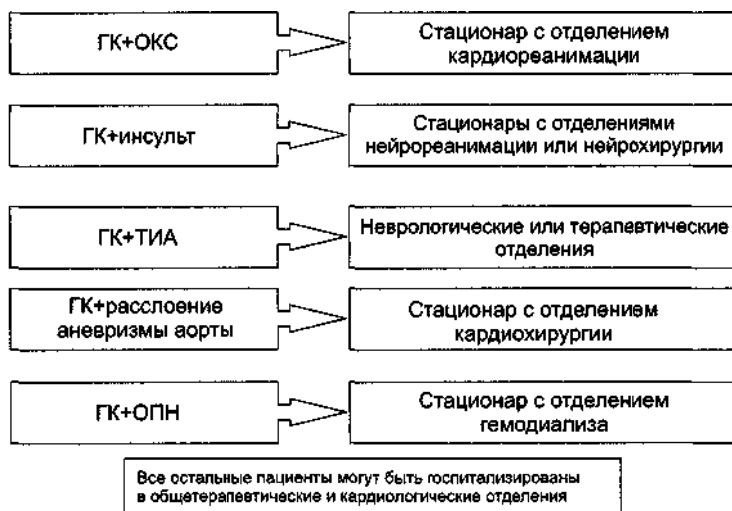 ГК+ОКС
Стационар с отделением
кардиореанимации
ГК+инсульт
Стационары с отделениями
нейрореанимации или нейрохирургии
ГК+ТИА
Неврологические или терапевтические
отделения
ГК+расслоение
аневризмы аорты
Стационар с отделением
кардиохирургии
ГК+ОПН
Стационар с отделением
гемодиализа
Все остальные пациенты могут быть госпитализированы
в общетерапевтические и кардиологические отделения